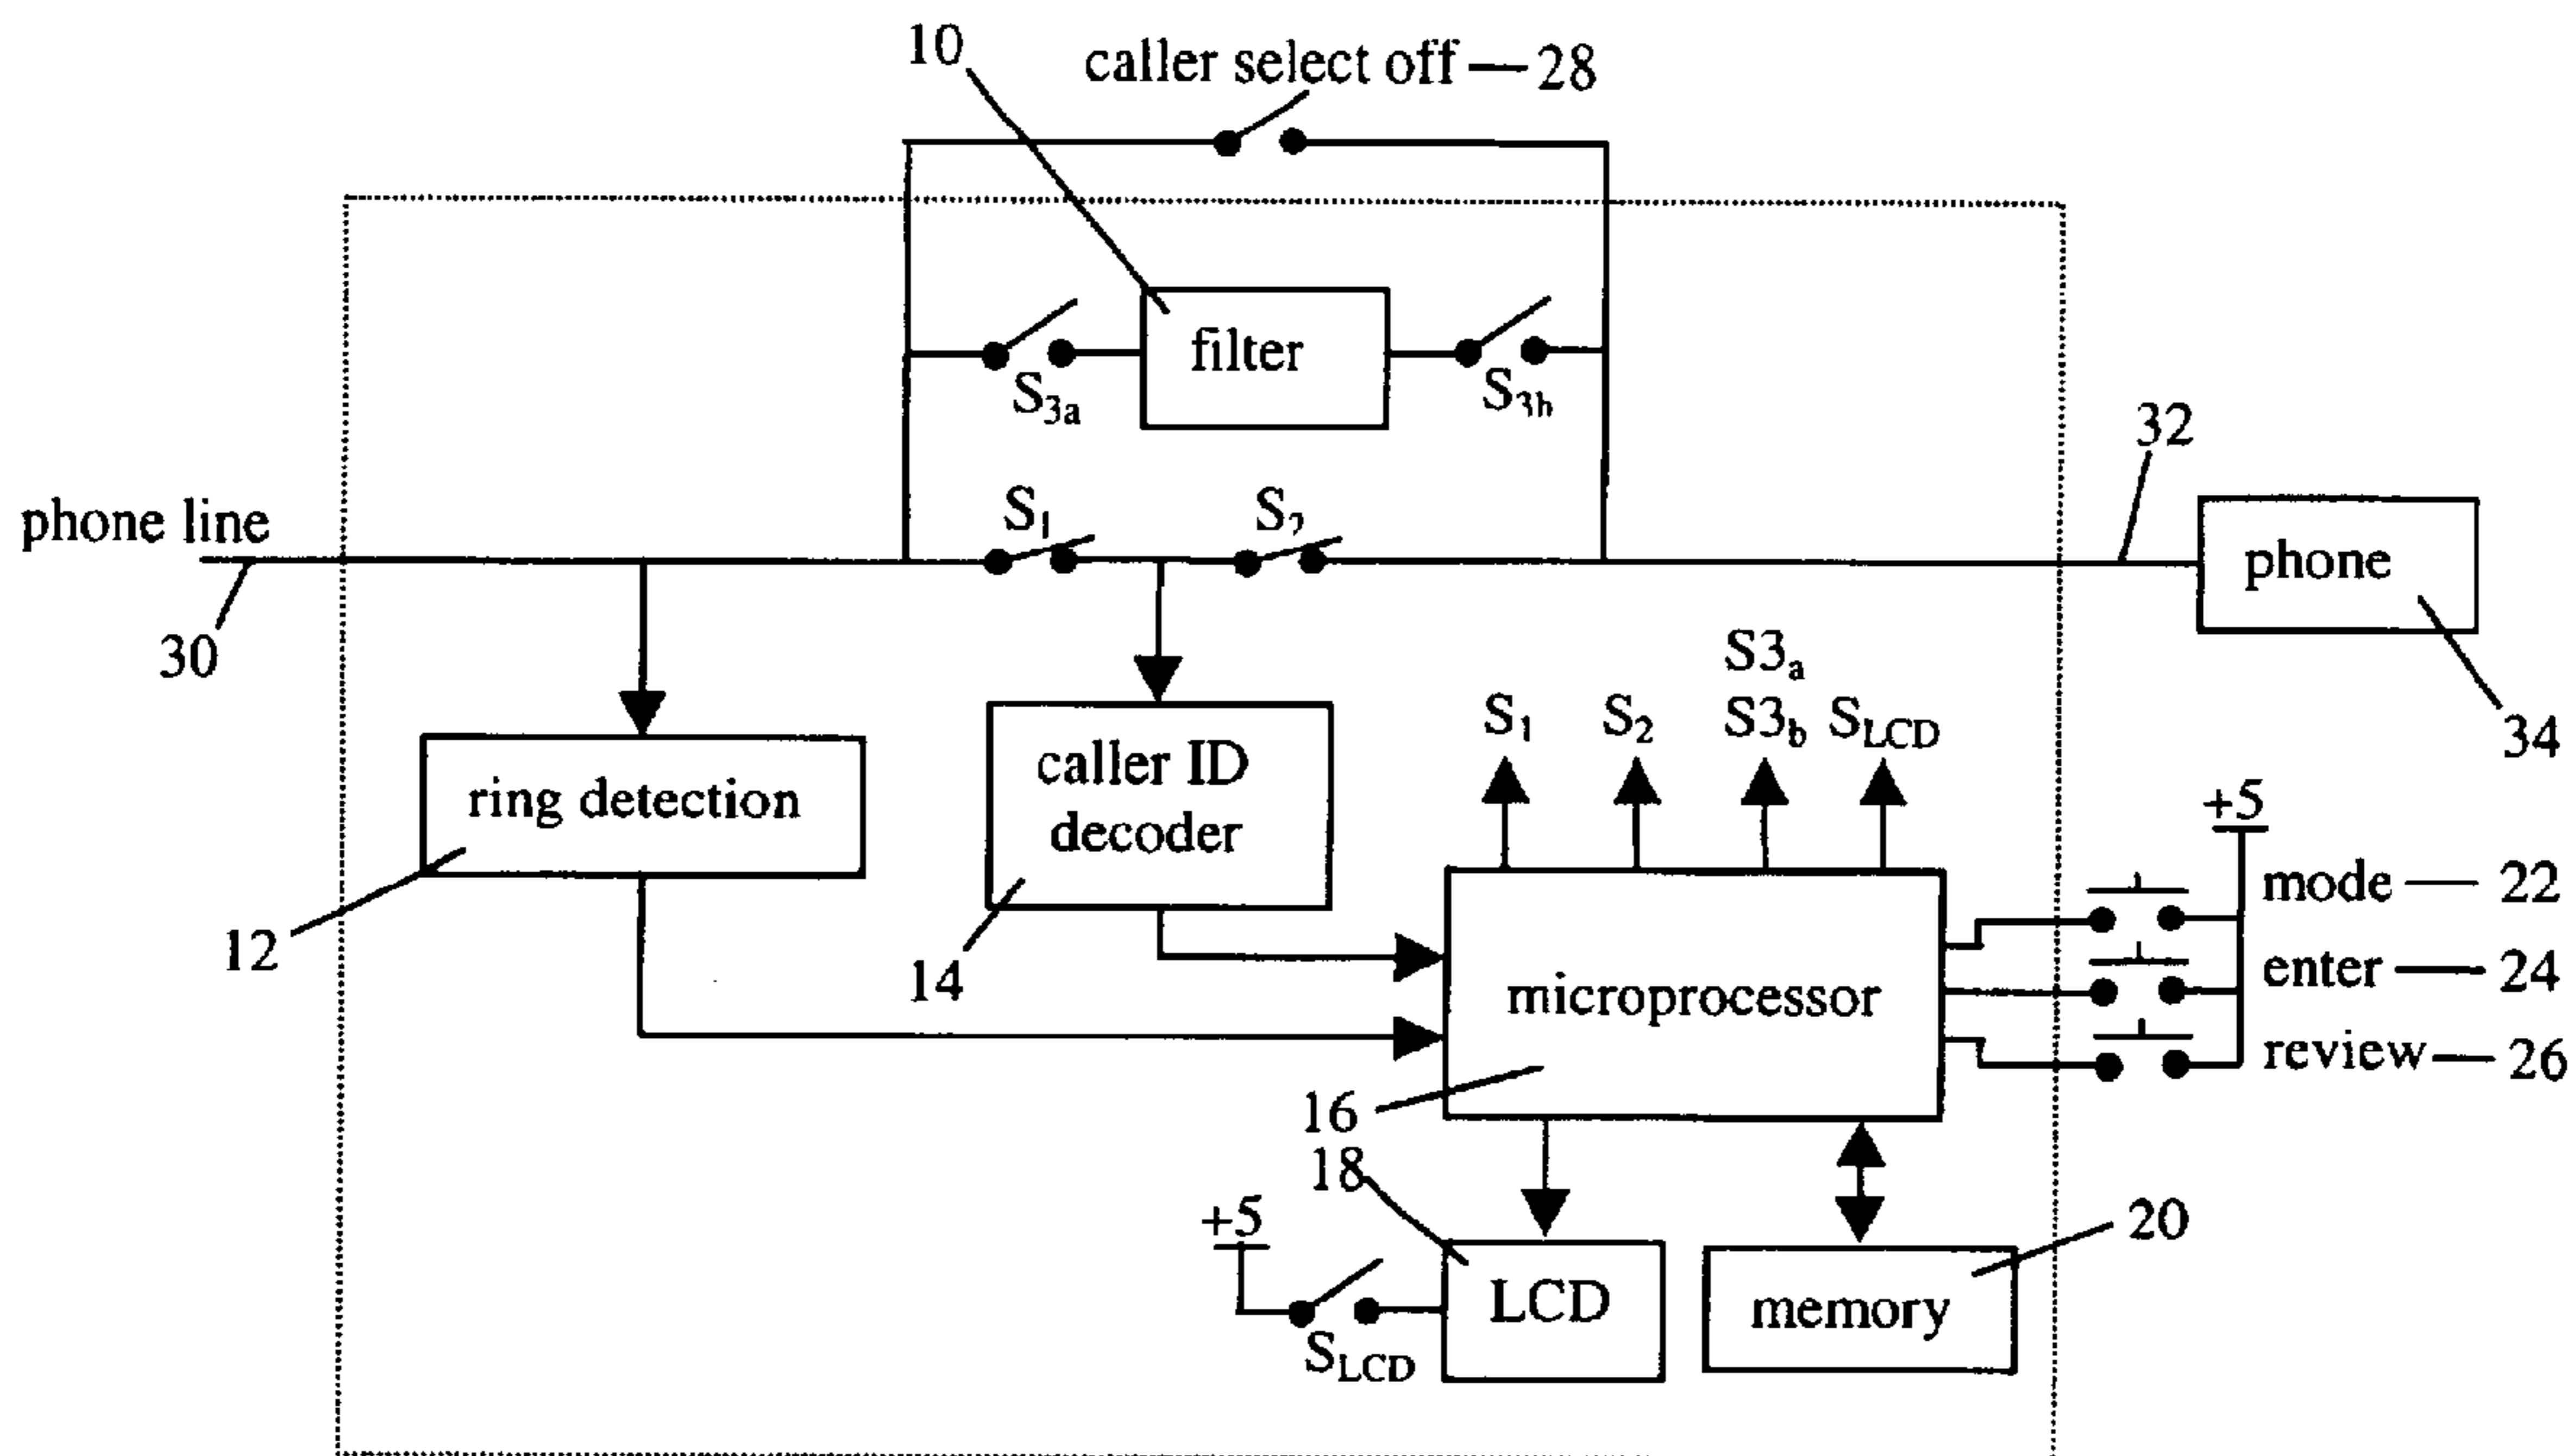 10
caller select off — 28
S3a
filter
S3b
32
phone line
S1
S2
phone
30
34
S3a
S1 S2 S3b SLCD
ring detection
caller ID
decoder
+5
mode — 22
12
14
microprocessor
enter — 24
review — 26
16
18
+5
20
SLCD
LCD
memory